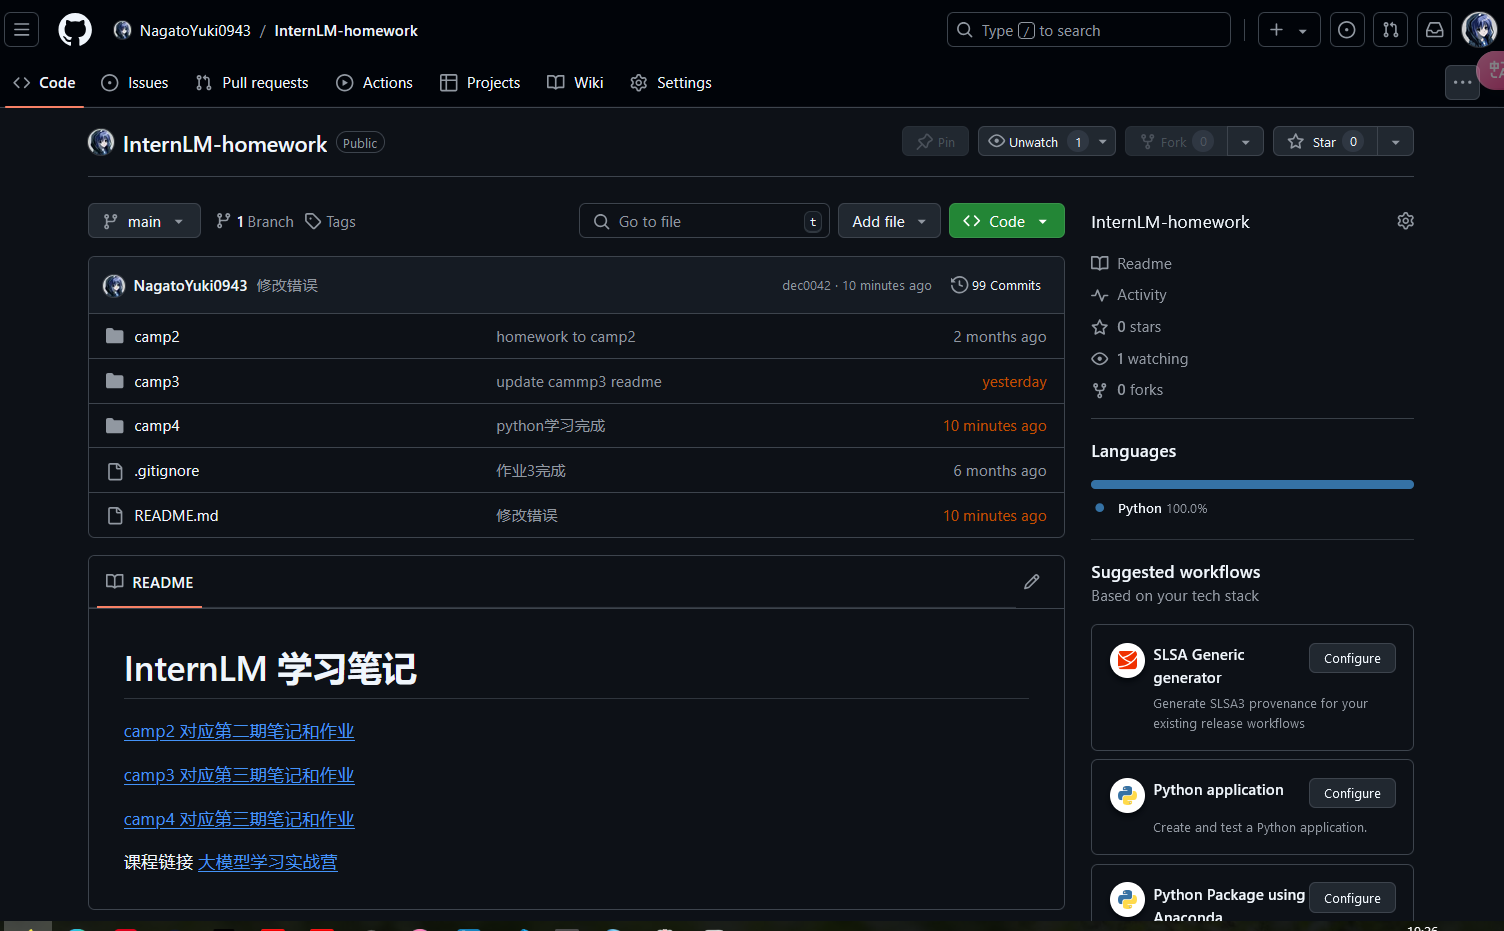 NagatoYuki0943 / InternLM-homework
Type / to search
Code Issues Pull requests Actions Projects Wiki Settings
InternLM-homework Public
Pin Unwatch 1 Fork 0 Star 0
main 1 Branch Tags Go to file t Add file Code
NagatoYuki0943 修改错误 dec0042 · 10 minutes ago 99 Commits
camp2 homework to camp2 2 months ago
camp3 update cammp3 readme yesterday
camp4 python学习完成 10 minutes ago
.gitignore 作业3完成 6 months ago
README.md 修改错误 10 minutes ago
README
InternLM 学习笔记
camp2 对应第二期笔记和作业
camp3 对应第三期笔记和作业
camp4 对应第三期笔记和作业
课程链接 大模型学习实战营
InternLM-homework
Readme
Activity
0 stars
1 watching
0 forks
Languages
Python 100.0%
Suggested workflows
Based on your tech stack
SLSA Generic
generator
Configure
Generate SLSA3 provenance for your
existing release workflows
Python application
Configure
Create and test a Python application.
Python Package using
Anaconda
Configure